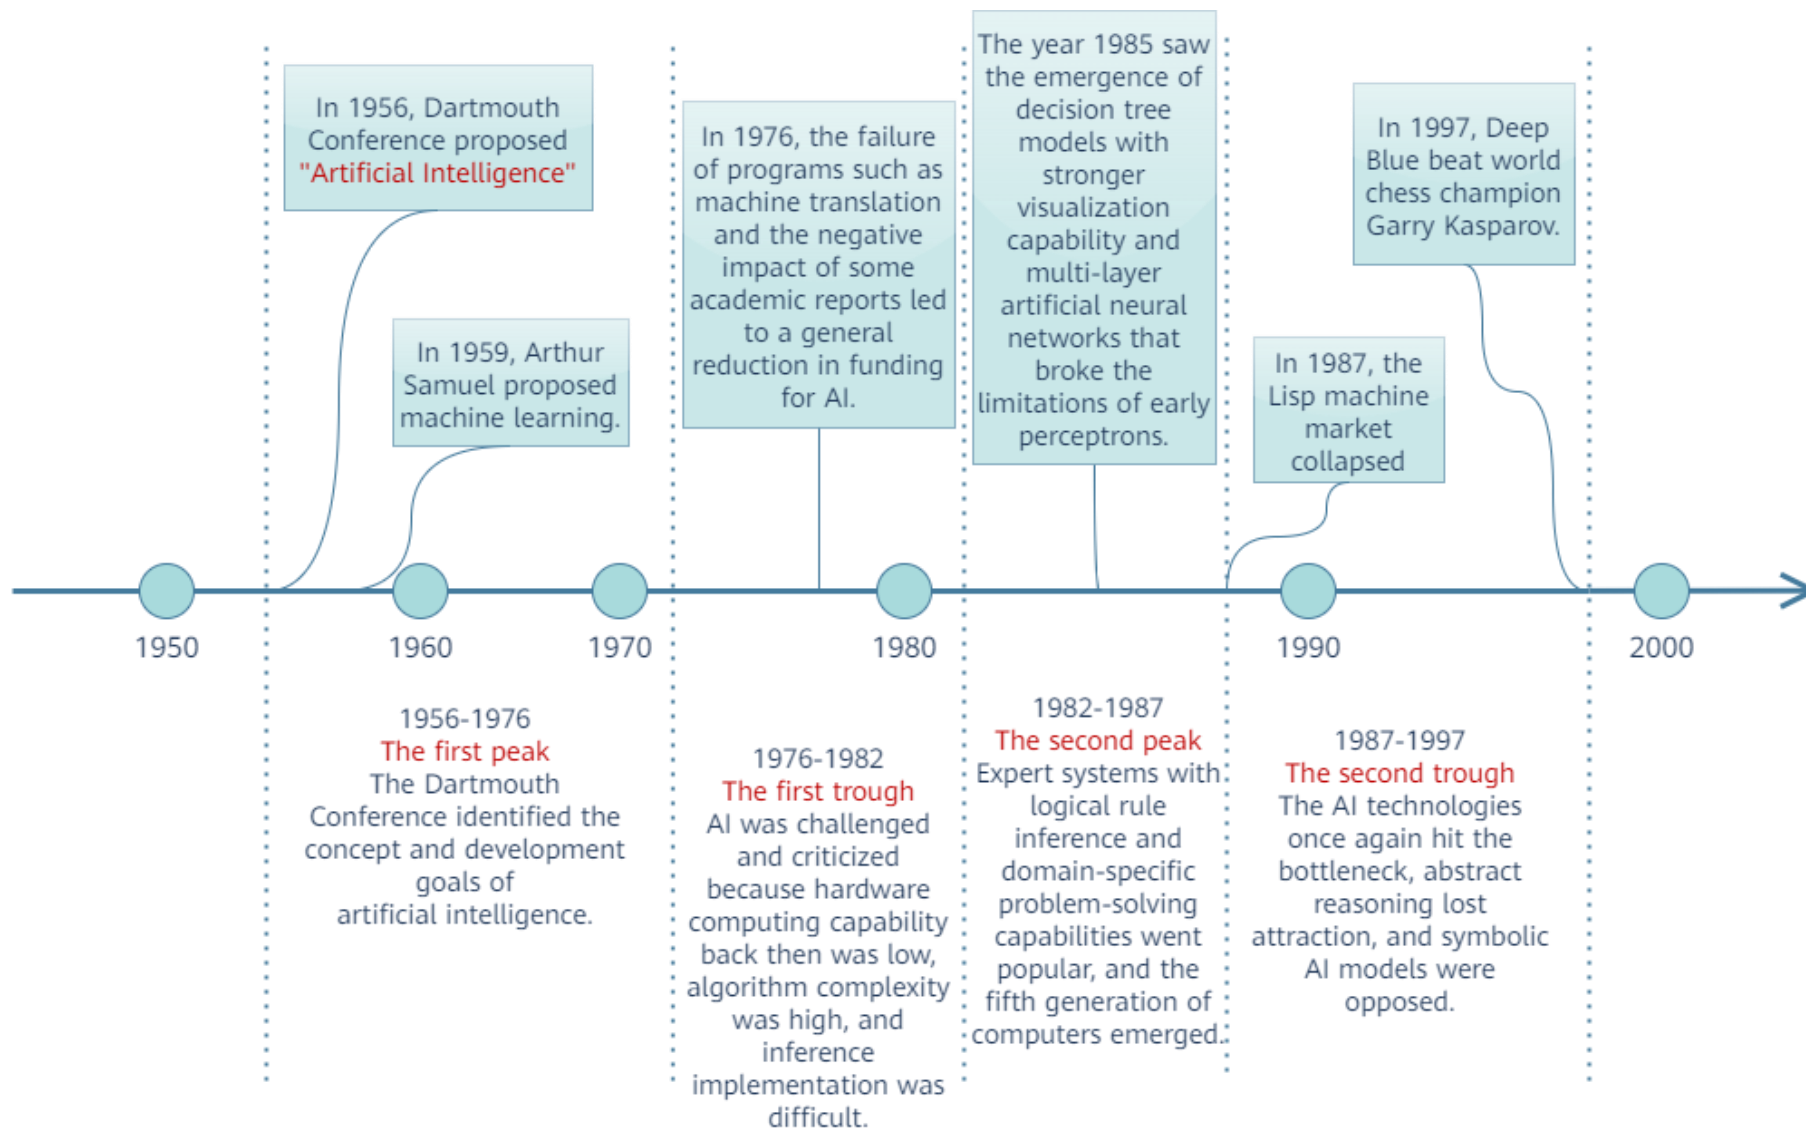 In 1956, Dartmouth
Conference proposed
"Artificial Intelligence"
In 1959, Arthur
Samuel proposed
machine learning.
In 1976, the failure
of programs such as
machine translation
and the negative
impact of some
academic reports led
to a general
reduction in funding
for AI.
The year 1985 saw
the emergence of
decision tree
models with
stronger
visualization
capability and
multi-layer
artificial neural
networks that
broke the
limitations of early
perceptrons.
In 1987, the
Lisp machine
market
collapsed
In 1997, Deep
Blue beat world
chess champion
Garry Kasparov.
1950
1960
1970
1980
1990
2000
1956-1976
The first peak
The Dartmouth
Conference identified the
concept and development
goals of
artificial intelligence.
1976-1982
The first trough
AI was challenged
and criticized
because hardware
computing capability
back then was low,
algorithm complexity
was high, and
inference
implementation was
difficult.
1982-1987
The second peak
Expert systems with
logical rule
inference and
domain-specific
problem-solving
capabilities went
popular, and the
fifth generation of
computers emerged.
1987-1997
The second trough
The AI technologies
once again hit the
bottleneck, abstract
reasoning lost
attraction, and symbolic
AI models were
opposed.